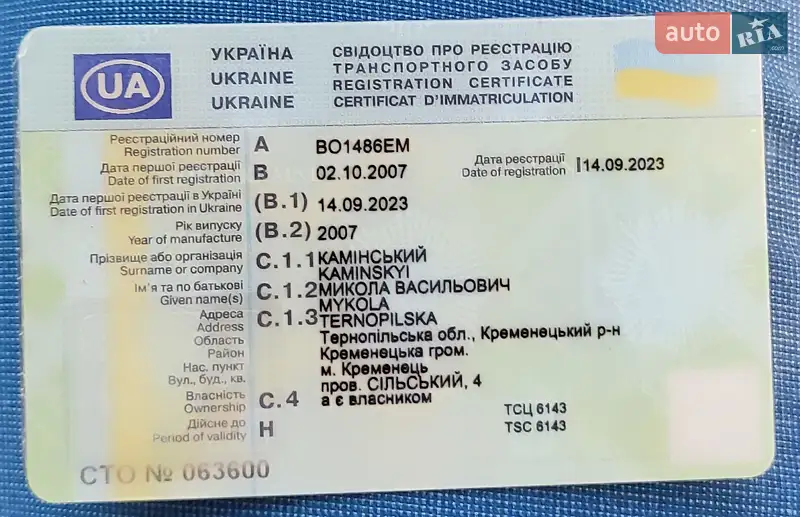 auto RIA .com
УКРАЇНА
UKRAINE
UKRAINE
UA
СВІДОЦТВО ПРО РЕЄСТРАЦІЮ
ТРАНСПОРТНОГО ЗАСОБУ
REGISTRATION CERTIFICATE
CERTIFICAT D'IMMATRICULATION
Реєстраційний номер
Registration number A BO1486EM
Дата першої реєстрації
Date of first registration B 02.10.2007
Дата реєстрації
Date of registration I 14.09.2023
Дата першої реєстрації в Україні
Date of first registration in Ukraine (B.1) 14.09.2023
Рік випуску
Year of manufacture (B.2) 2007
Прізвище або організація
Surname or company C.1.1 КАМІНСЬКИЙ
KAMINSKYI
Ім'я та по батькові
Given name(s) C.1.2 МИКОЛА ВАСИЛЬОВИЧ
MYKOLA
Адреса
Address C.1.3 TERNOPILSKA
Область Тернопільська обл., Кременецький р-н
Район Кременецька гром.
Нас. пункт м. Кременець
Вул., буд., кв. пров. СІЛЬСЬКИЙ, 4
Власність
Ownership C.4 а є власником
ТСЦ 6143
Дійсне до
Period of validity H TSC 6143
СТО № 063600